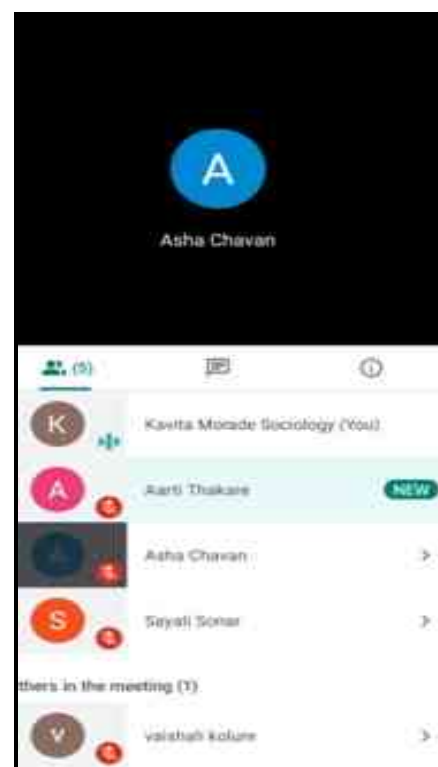 A
Asha Chavan
(5)
K
Kavita Morade Sociology (You)
A
Aarti Thakare
NEW
A
Asha Chavan
S
Sayali Sonar
thers in the meeting (1)
v
vaishali kolure